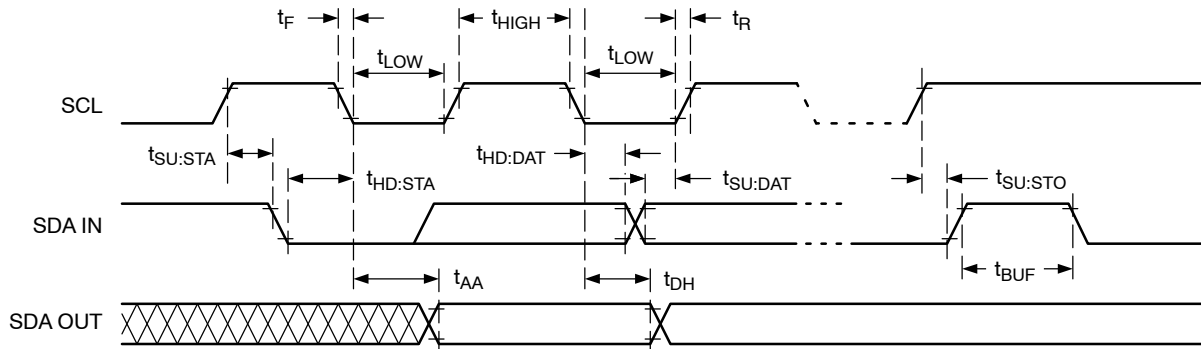 tF
tHIGH
tR
tLOW
tLOW
SCL
tSU:STA
tHD:DAT
tHD:STA
tSU:DAT
tSU:STO
SDA IN
tBUF
tAA
tDH
SDA OUT